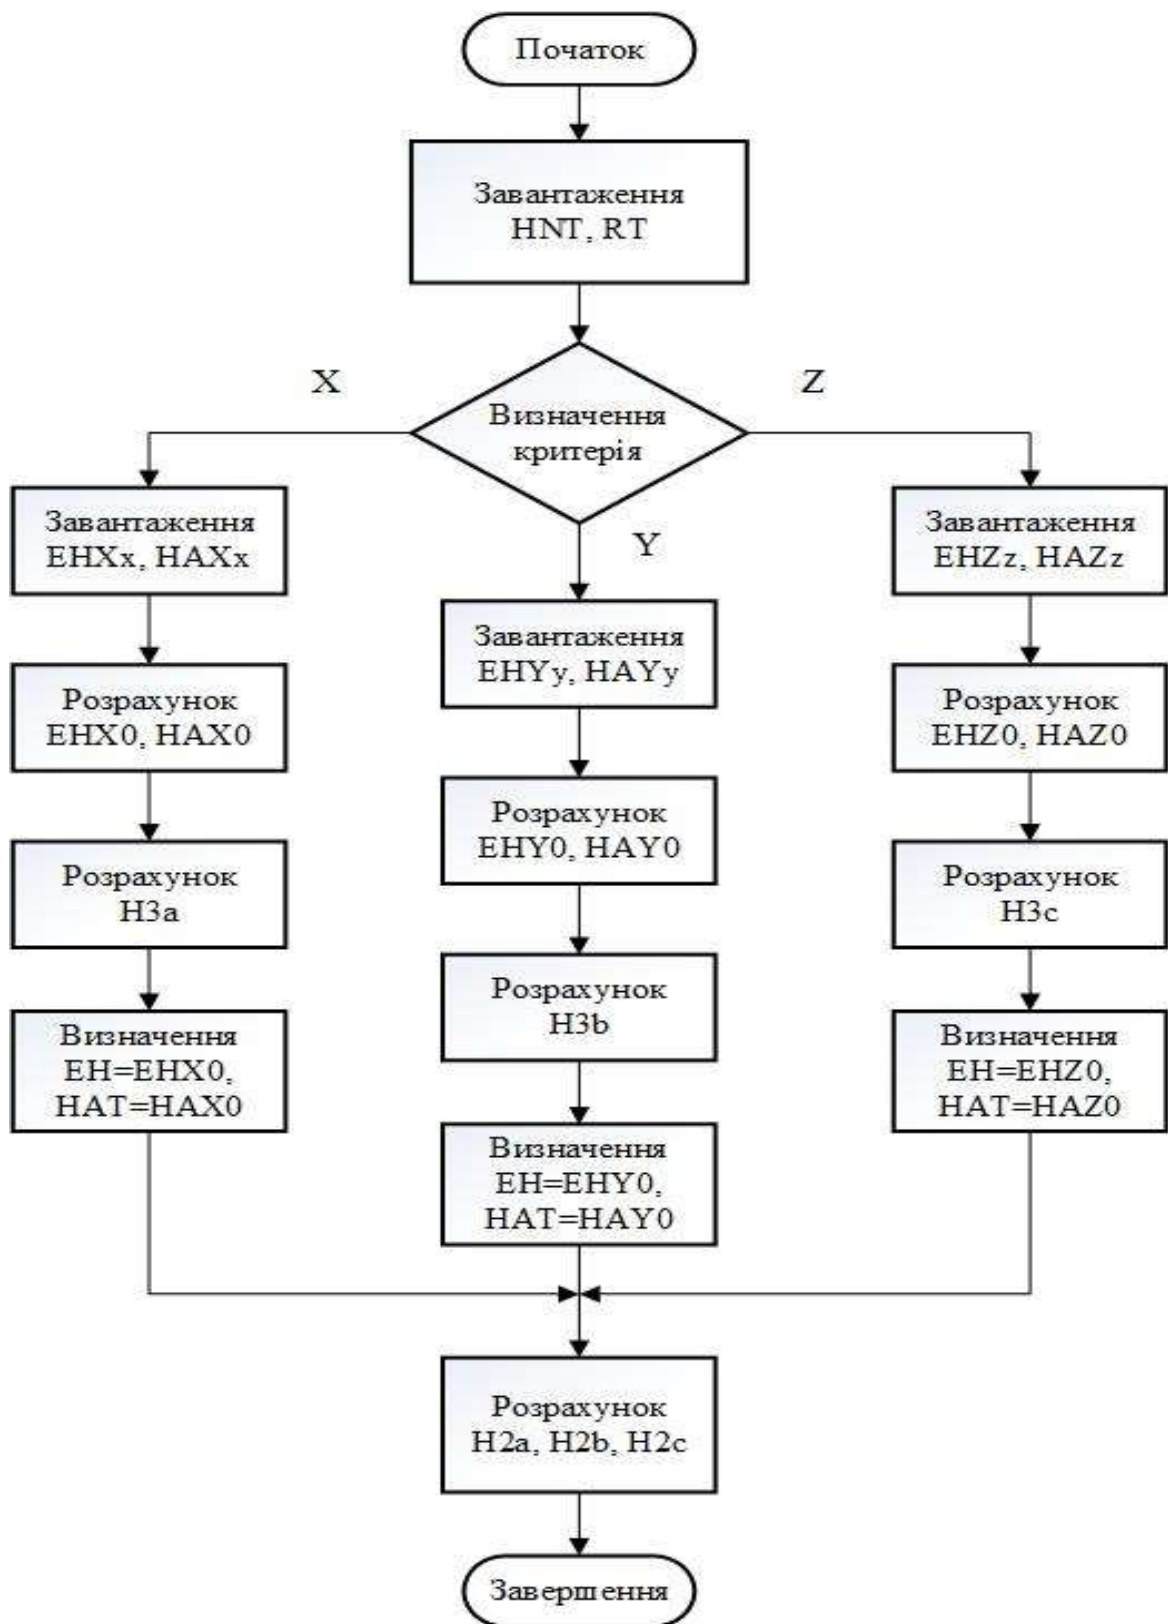 Початок
Завантаження
HNT, RT
X
Z
Визначення
критерія
Y
Завантаження
EHXx, HAXx
Розрахунок
EHX0, HAX0
Розрахунок
H3a
Визначення
EH=EHX0,
HAT=HAX0
Завантаження
EHYy, HAYy
Розрахунок
EHY0, HAY0
Розрахунок
H3b
Визначення
EH=EHY0,
HAT=HAY0
Завантаження
EHZz, HAZz
Розрахунок
EHZ0, HAZ0
Розрахунок
H3c
Визначення
EH=EHZ0,
HAT=HAZ0
Розрахунок
H2a, H2b, H2c
Завершення